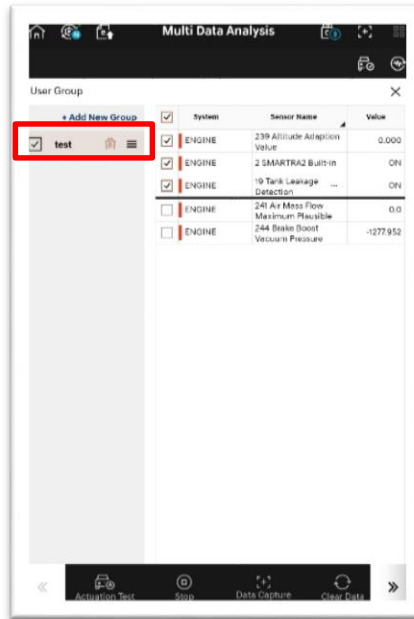 Multi Data Analysis
User Group
+ Add New Group
System Sensor Name Value
test
ENGINE 239 Altitude Adaption Value 0.000
ENGINE 2 SMARTRA2 Built-in ON
ENGINE 19 Tank Leakage Detection ... ON
ENGINE 241 Air Mass Flow Maximum Plausible 0.0
ENGINE 244 Brake Boost Vacuum Pressure -1277.952
Actuation Test Stop Data Capture Clear Data